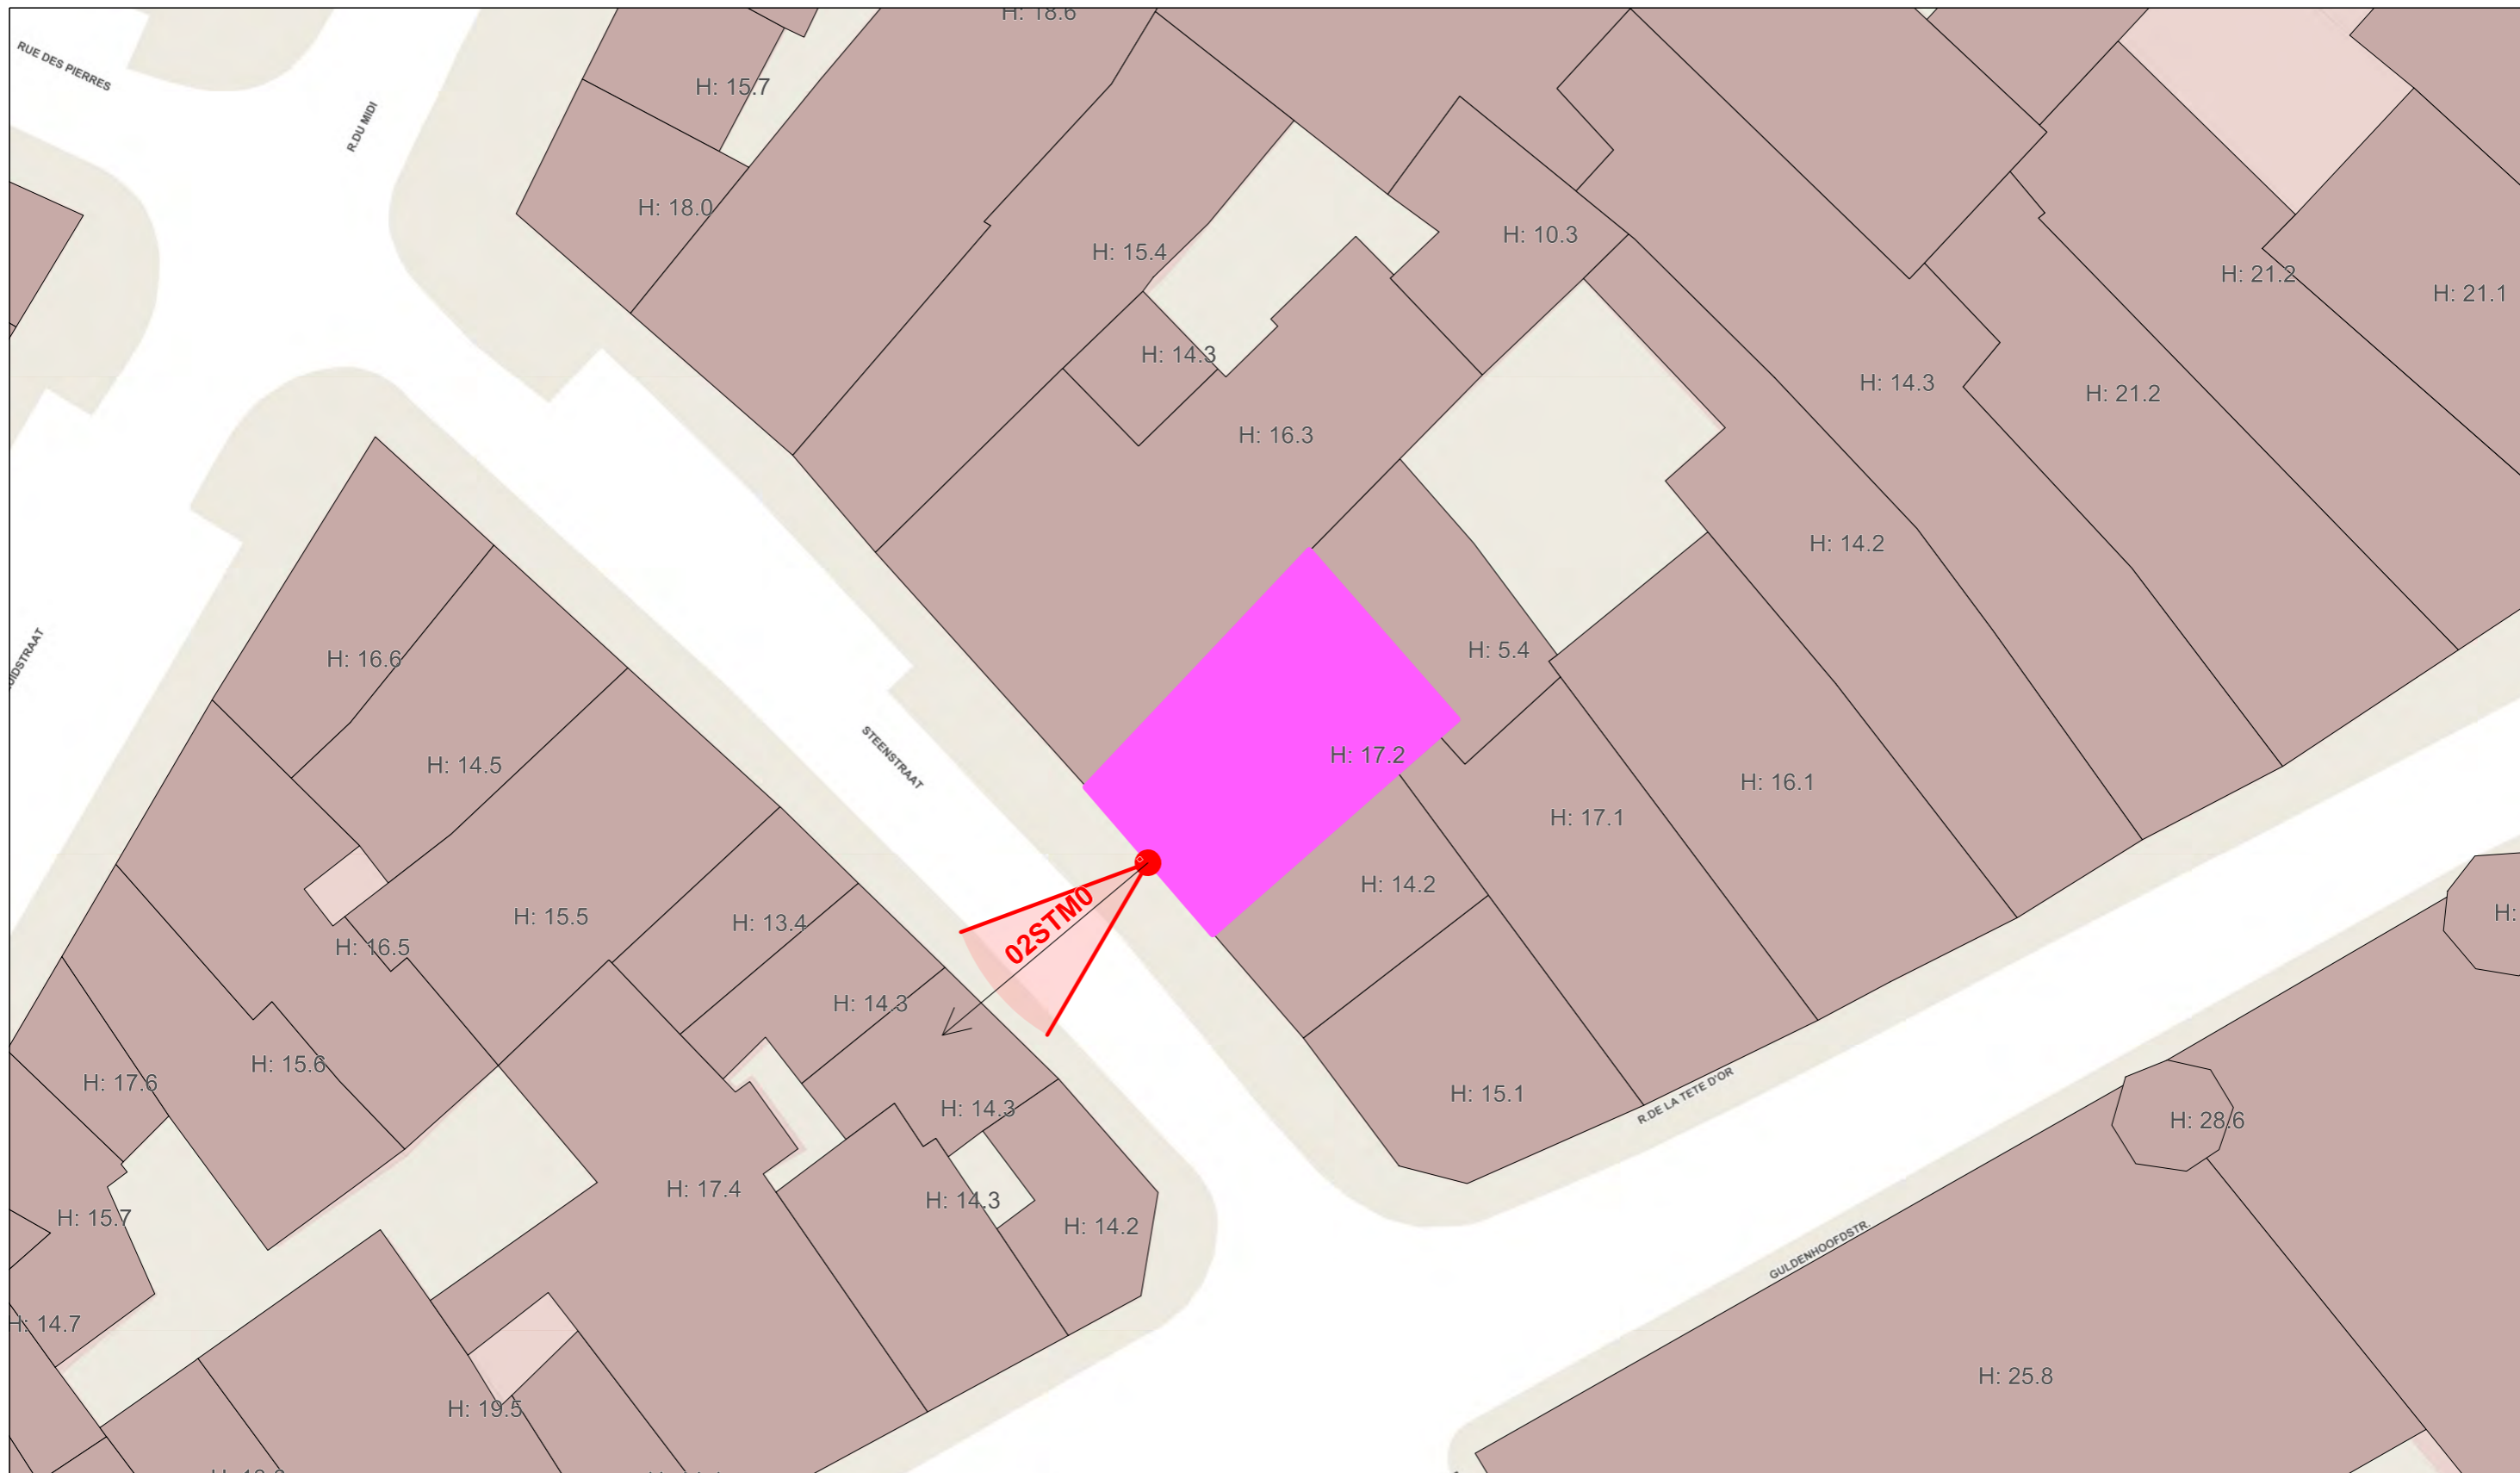 H: 18.6
RUE DES PIERRES
H: 15.7
R.DU MIDI
H: 18.0
H: 10.3
H: 15.4
H: 21.2
H: 21.1
H: 14.3
H: 14.3
H: 21.2
H: 16.3
H: 14.2
H: 5.4
H: 16.6
STEENSTRAAT
H: 17.2
H: 14.5
H: 16.1
H: 17.1
H: 14.2
02STM0
H: 15.5
H: 13.4
H:
H: 16.5
H: 14.3
H: 15.6
H: 17.6
H: 15.1
R.DE LA TETE D'OR
H: 14.3
H: 28.6
H: 17.4
H: 14.3
H: 15.7
H: 14.2
GULDENHOOFDSTR.
H: 14.7
H: 25.8
H: 19.5